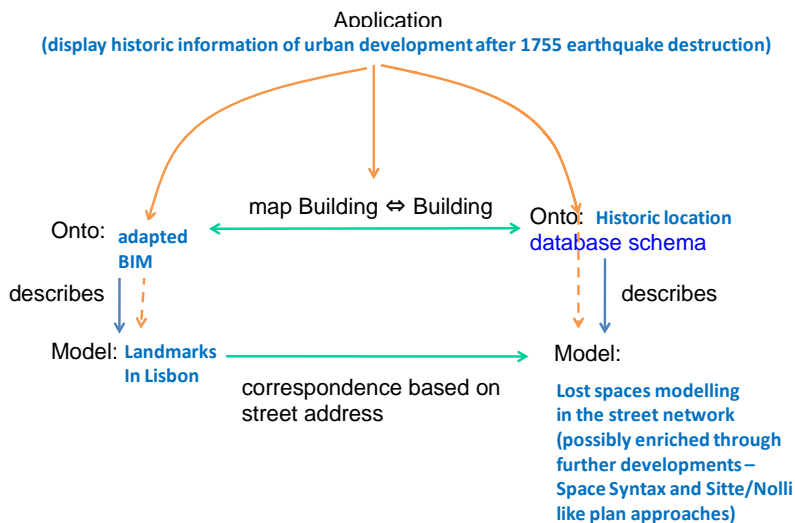 Application
(display historic information of urban development after 1755 earthquake destruction)
map Building ⇔ Building
Onto: adapted
BIM
Onto: Historic location
database schema
describes
describes
Model: Landmarks
In Lisbon
Model:
correspondence based on
street address
Lost spaces modelling
in the street network
(possibly enriched through
further developments –
Space Syntax and Sitte/Nolli
like plan approaches)